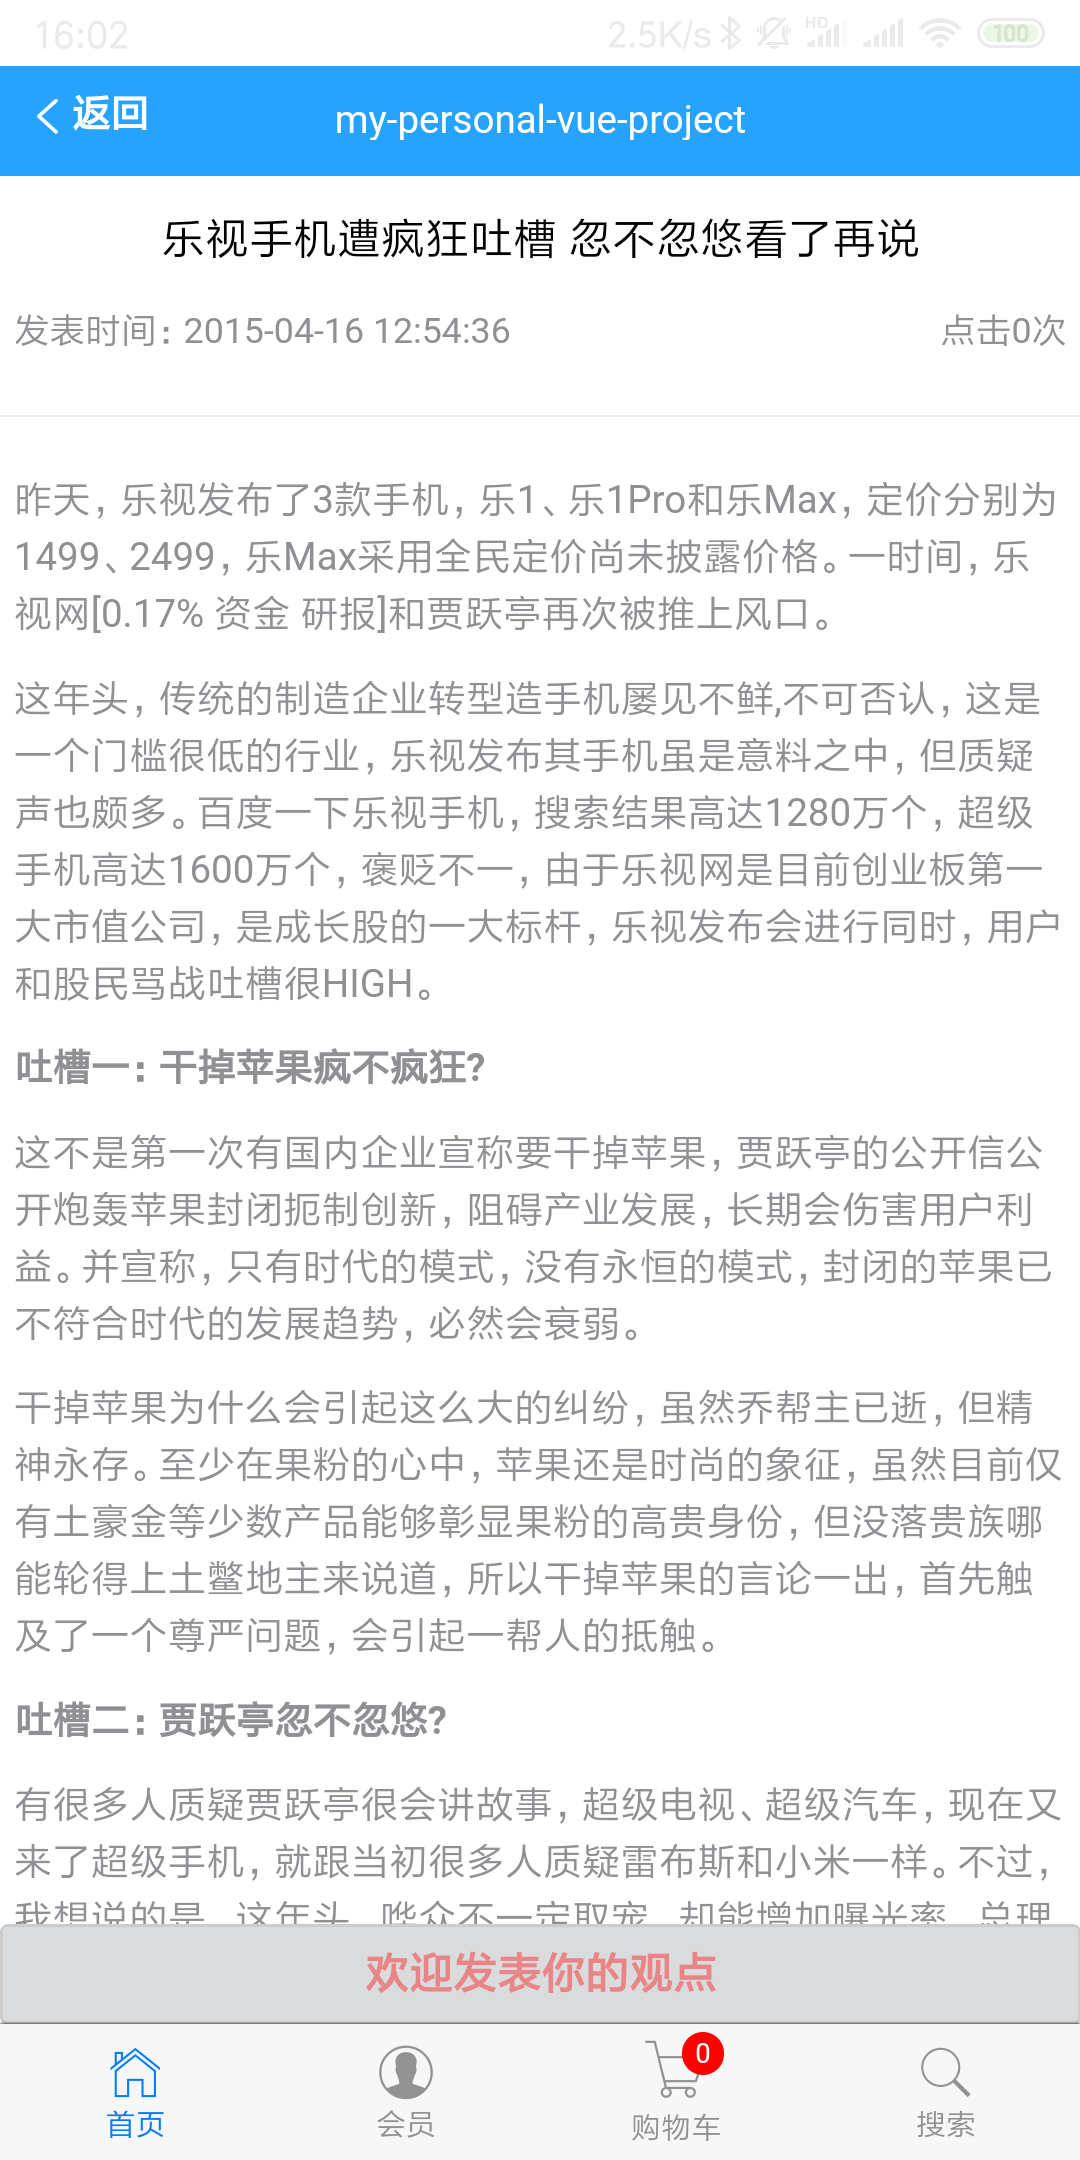 16:02
2.5K/s
HD
100
返回
my-personal-vue-project
乐视手机遭疯狂吐槽 忽不忽悠看了再说
发表时间：2015-04-16 12:54:36
点击0次
昨天，乐视发布了3款手机，乐1、乐1Pro和乐Max，定价分别为
1499、2499，乐Max采用全民定价尚未披露价格。一时间，乐
视网[0.17% 资金 研报]和贾跃亭再次被推上风口。
这年头，传统的制造企业转型造手机屡见不鲜,不可否认，这是
一个门槛很低的行业，乐视发布其手机虽是意料之中，但质疑
声也颇多。百度一下乐视手机，搜索结果高达1280万个，超级
手机高达1600万个，褒贬不一，由于乐视网是目前创业板第一
大市值公司，是成长股的一大标杆，乐视发布会进行同时，用户
和股民骂战吐槽很HIGH。
吐槽一：干掉苹果疯不疯狂?
这不是第一次有国内企业宣称要干掉苹果，贾跃亭的公开信公
开炮轰苹果封闭扼制创新，阻碍产业发展，长期会伤害用户利
益。并宣称，只有时代的模式，没有永恒的模式，封闭的苹果已
不符合时代的发展趋势，必然会衰弱。
干掉苹果为什么会引起这么大的纠纷，虽然乔帮主已逝，但精
神永存。至少在果粉的心中，苹果还是时尚的象征，虽然目前仅
有土豪金等少数产品能够彰显果粉的高贵身份，但没落贵族哪
能轮得上土鳖地主来说道，所以干掉苹果的言论一出，首先触
及了一个尊严问题，会引起一帮人的抵触。
吐槽二：贾跃亭忽不忽悠?
有很多人质疑贾跃亭很会讲故事，超级电视、超级汽车，现在又
来了超级手机，就跟当初很多人质疑雷布斯和小米一样。不过，
我想说的是，这年头，哗众不一定取宠，却能增加曝光率，总理
欢迎发表你的观点
首页
会员
0
购物车
搜索